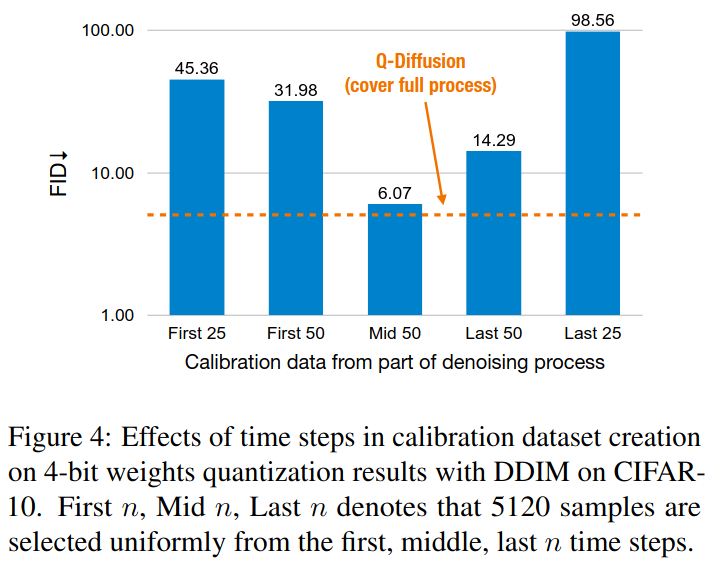 100.00
10.00
1.00
FID↓
45.36
31.98
6.07
14.29
98.56
Q-Diffusion
(cover full process)
First 25
First 50
Mid 50
Last 50
Last 25
Calibration data from part of denoising process
Figure 4: Effects of time steps in calibration dataset creation
on 4-bit weights quantization results with DDIM on CIFAR-
10. First n, Mid n, Last n denotes that 5120 samples are
selected uniformly from the first, middle, last n time steps.